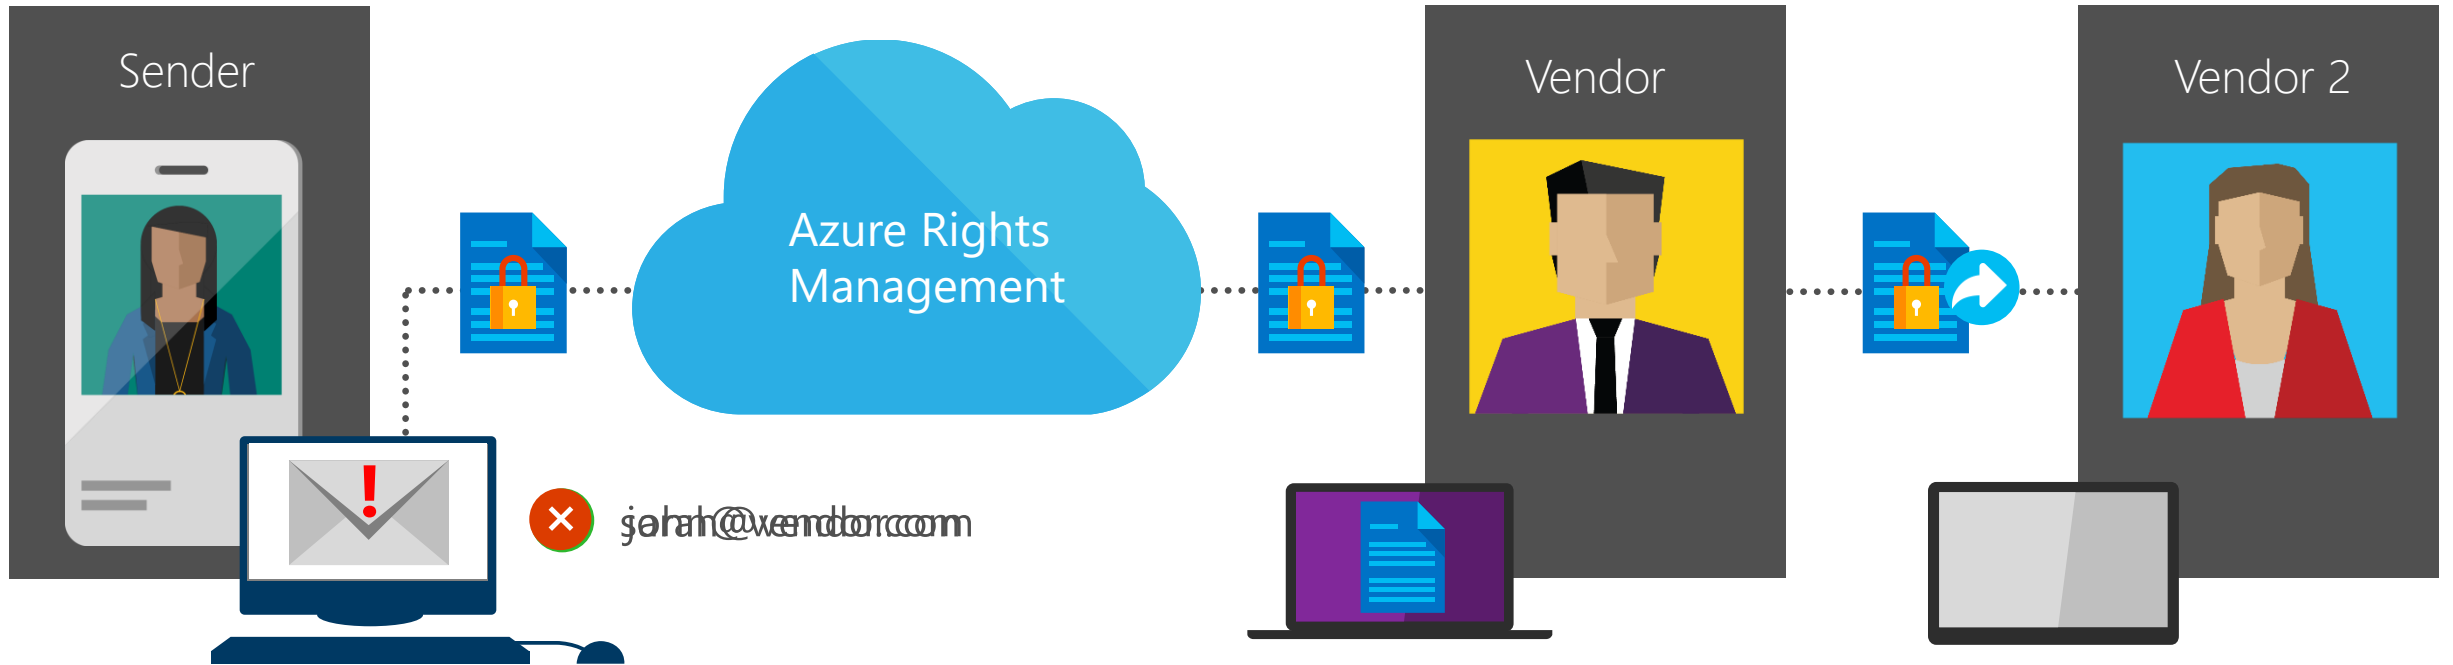 Sender
Azure Rights
Management
Vendor
Vendor 2